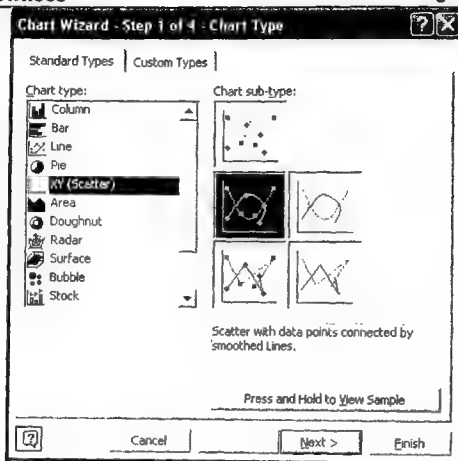 Chart Wizard - Step 1 of 4 - Chart Type
Standard Types
Custom Types
Chart type:
Column
Bar
Line
Pie
XY (Scatter)
Area
Doughnut
Radar
Surface
Bubble
Stock
Chart sub-type:
Scatter with data points connected by
smoothed Lines.
Press and Hold to View Sample
Cancel
Next >
Finish